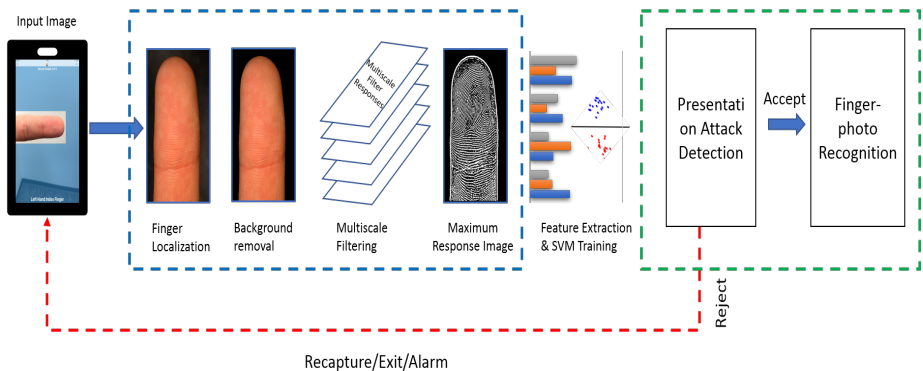 Input Image
Left Hand Index Finger
Finger
Localization
Background
removal
Multiscale
Filter
Responses
Multiscale
Filtering
Maximum
Response Image
Feature Extraction
& SVM Training
Presentati
on Attack
Detection
Accept
Finger-
photo
Recognition
Reject
Recapture/Exit/Alarm